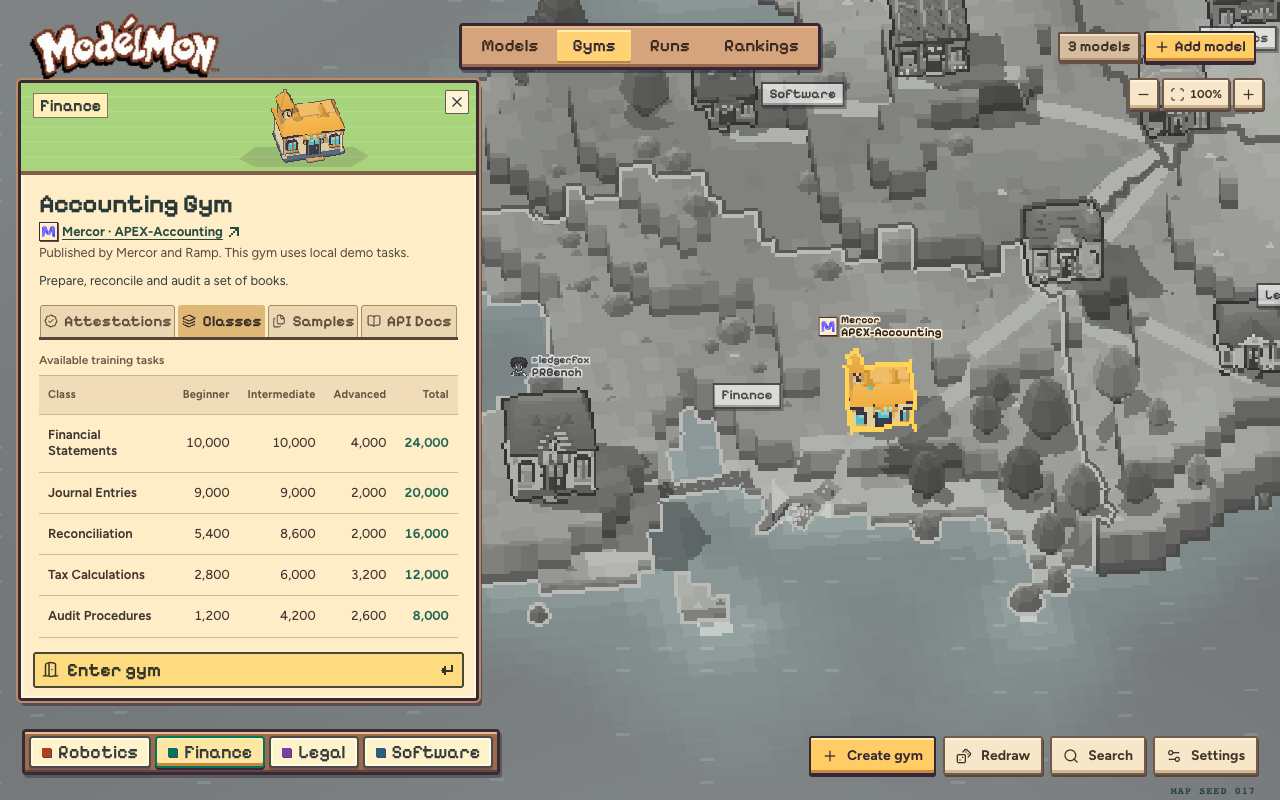 ModélMon™
Models Gyms Runs Rankings
3 models + Add model
100%
Software
Finance
Accounting Gym
Mercor · APEX-Accounting
Published by Mercor and Ramp. This gym uses local demo tasks.
Prepare, reconcile and audit a set of books.
Attestations Classes Samples API Docs
Available training tasks
Class Beginner Intermediate Advanced Total
Financial Statements 10,000 10,000 4,000 24,000
Journal Entries 9,000 9,000 2,000 20,000
Reconciliation 5,400 8,600 2,000 16,000
Tax Calculations 2,800 6,000 3,200 12,000
Audit Procedures 1,200 4,200 2,600 8,000
Enter gym
@ledgerfox
PRBench
Finance
Mercor
APEX-Accounting
Le
Robotics Finance Legal Software
+ Create gym Redraw Search Settings
MAP SEED 017